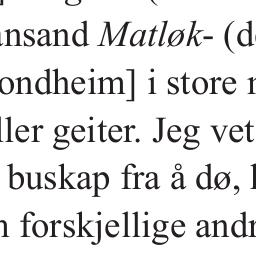 ansand Matløk- (d
ondheim] i store
ller geiter. Jeg vet
buskap fra å dø,
forskjellige andr